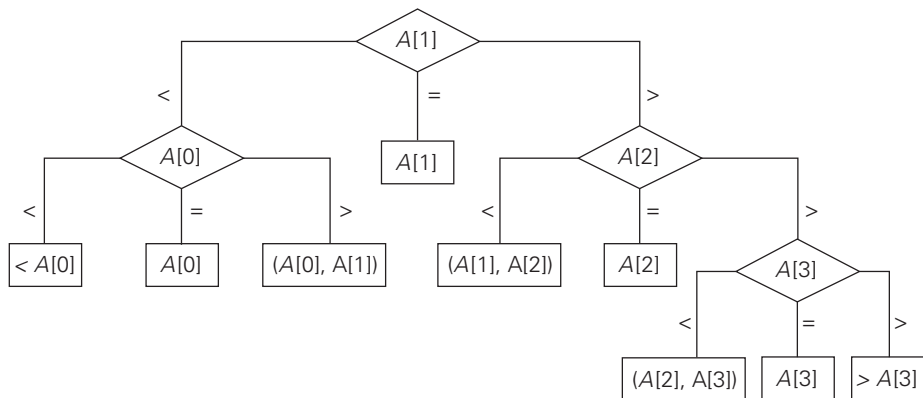 A[1]
< = >
A[0] A[1] A[2]
< = > < = >
< A[0] A[0] (A[0], A[1]) (A[1], A[2]) A[2] A[3]
< = >
(A[2], A[3]) A[3] > A[3]